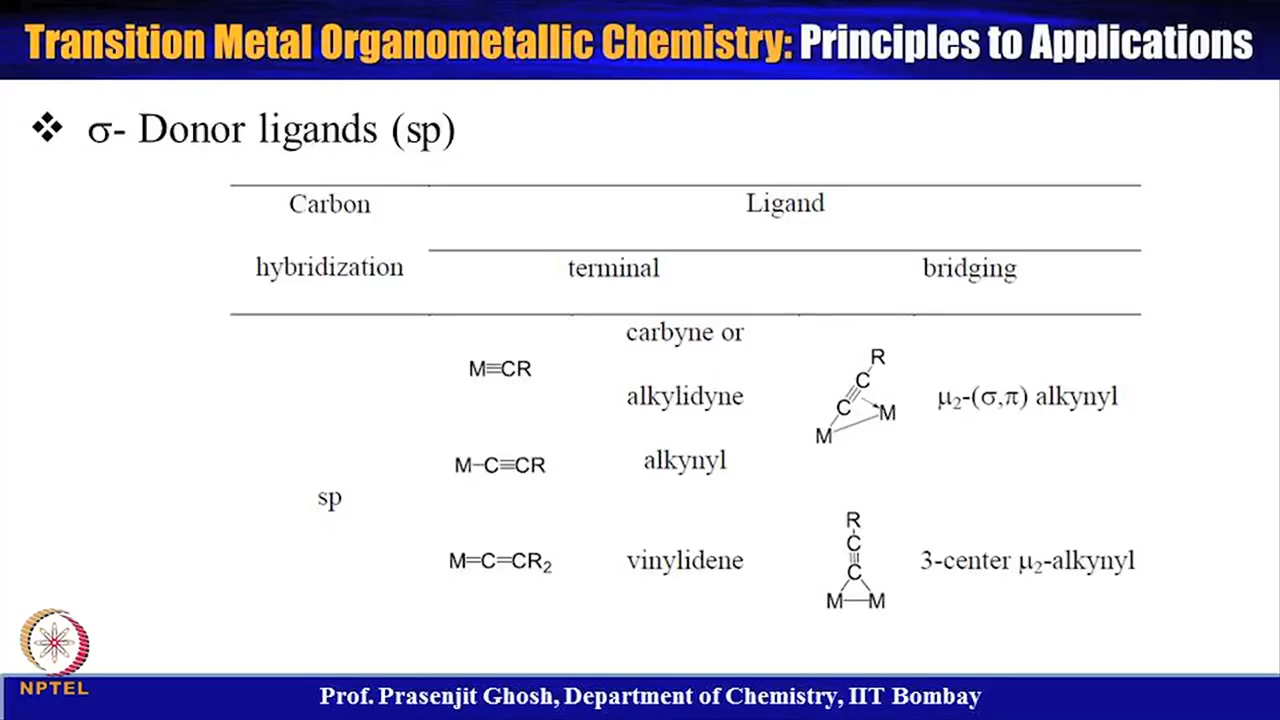 Transition Metal Organometallic Chemistry: Principles to Applications
❖ σ- Donor ligands (sp)
Carbon
hybridization
Ligand
terminal
bridging
sp
M≡CR
carbyne or
alkylidyne
M−C≡CR
alkynyl
M=C=CR₂
vinylidene
R
C
C
M
M
μ₂-(σ,π) alkynyl
R
C
C
M—M
3-center μ₂-alkynyl
NPTEL
Prof. Prasenjit Ghosh, Department of Chemistry, IIT Bombay